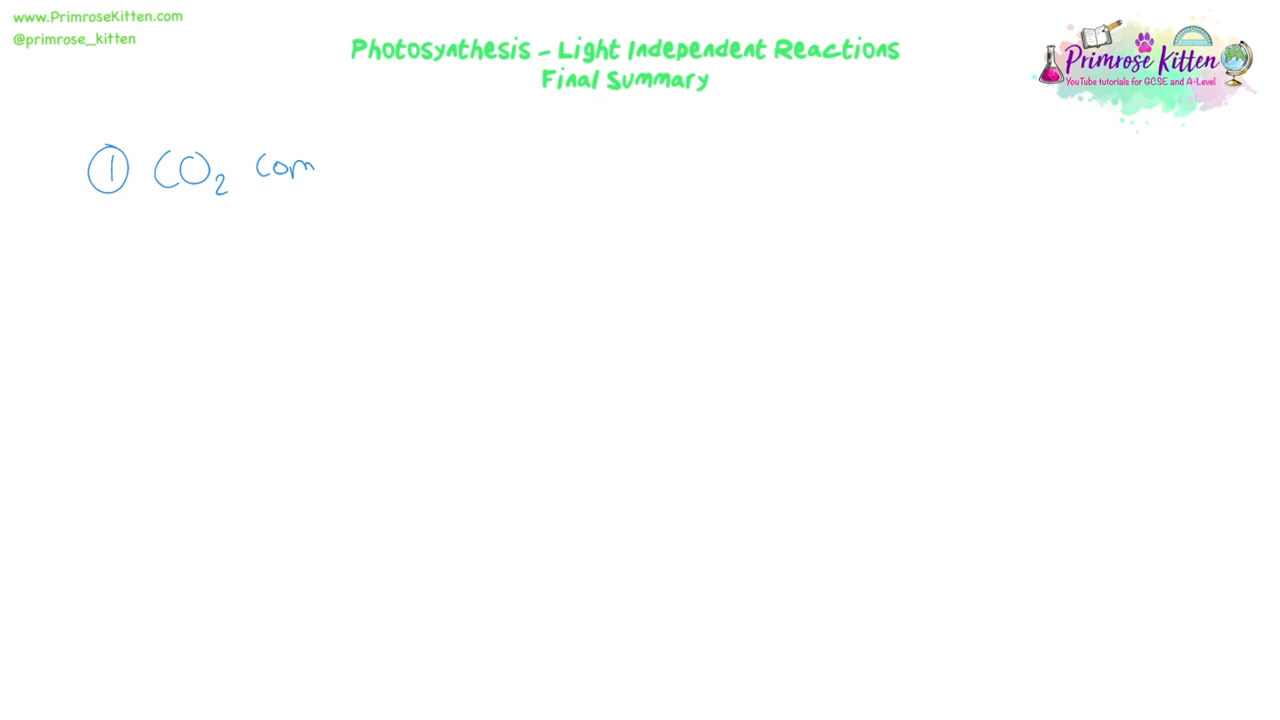 www.PrimroseKitten.com
@primrose_kitten
Photosynthesis - Light Independent Reactions
Final Summary
Primrose Kitten
YouTube tutorials for GCSE and A-Level
① CO₂ com